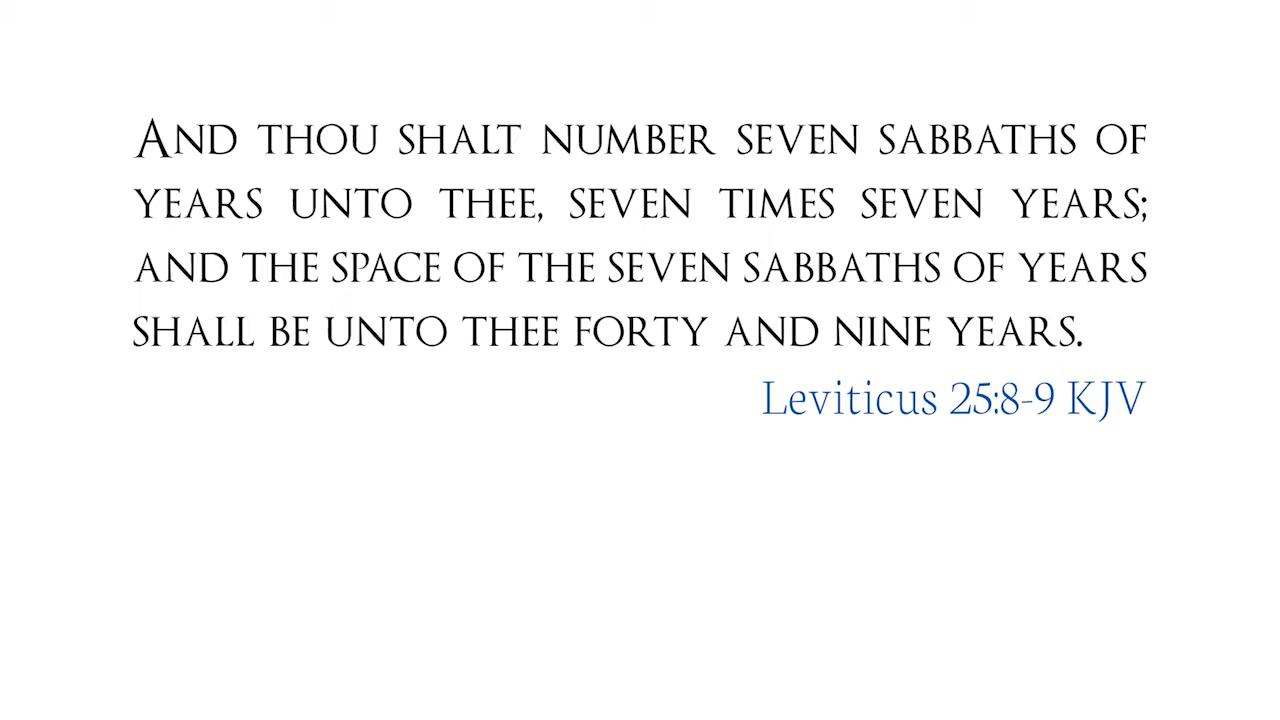 And thou shalt number seven sabbaths of
years unto thee, seven times seven years;
and the space of the seven sabbaths of years
shall be unto thee forty and nine years.
Leviticus 25:8-9 KJV